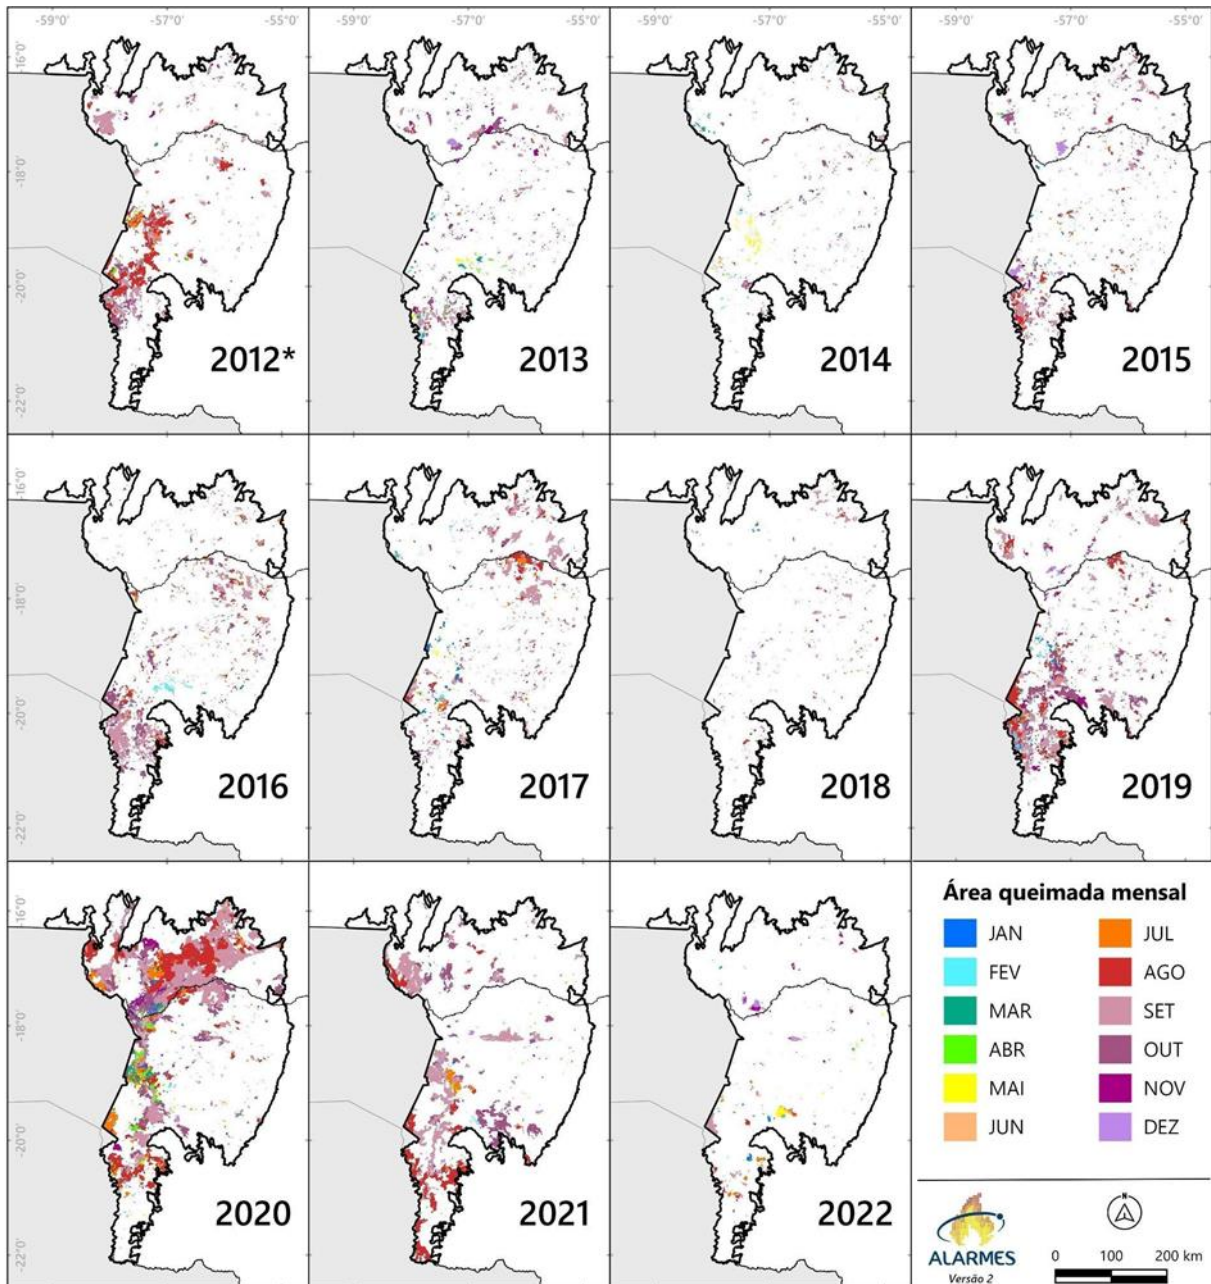 -59°0' -57°0' -55°0' -59°0' -57°0' -55°0' -59°0' -57°0' -55°0' -59°0' -57°0' -55°0'
-16°0'
-18°0'
-20°0'
-22°0'
2012* 2013 2014 2015
-16°0'
-18°0'
-20°0'
-22°0'
2016 2017 2018 2019
-16°0'
-18°0'
-20°0'
-22°0'
2020 2021 2022
Área queimada mensal
JAN JUL
FEV AGO
MAR SET
ABR OUT
MAI NOV
JUN DEZ
N
ALARMES
Versão 2
0 100 200 km